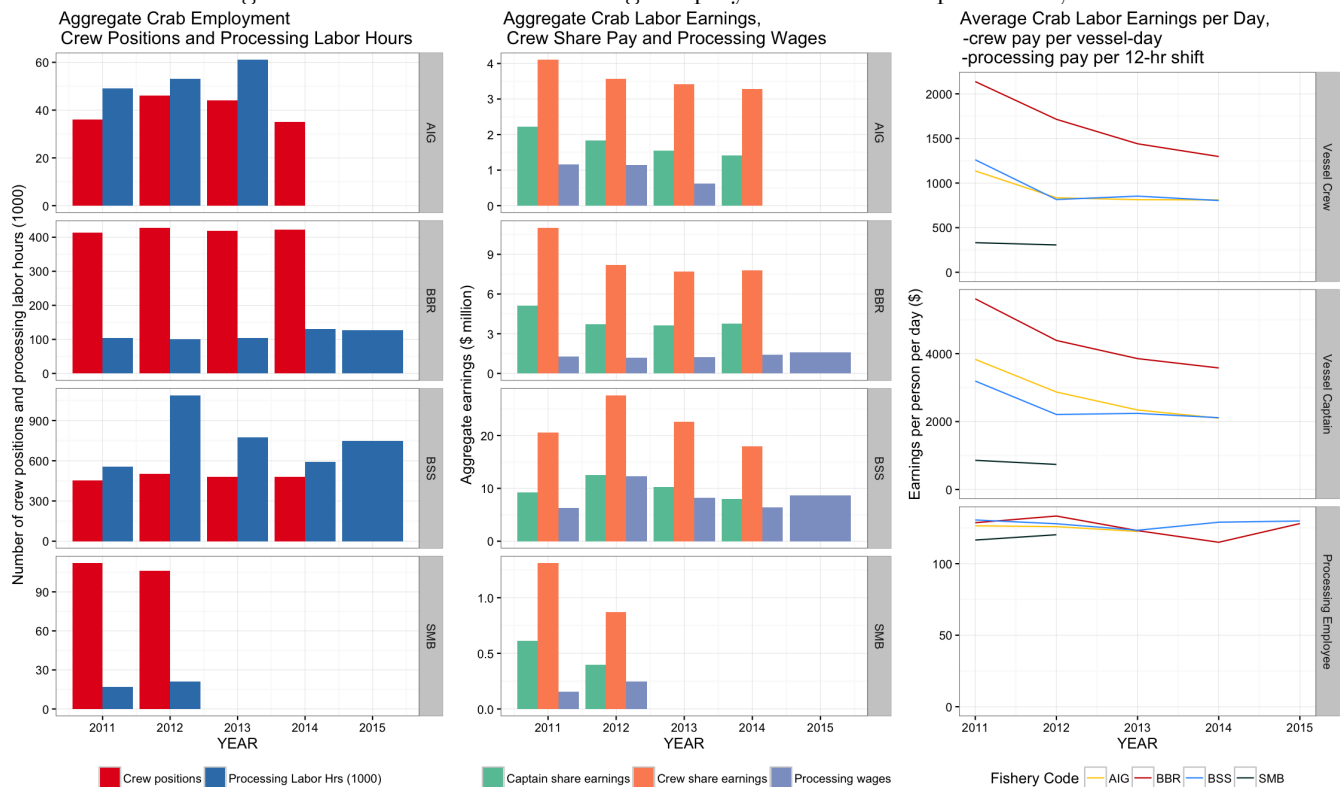 Aggregate Crab Employment
Crew Positions and Processing Labor Hours
Number of crew positions and processing labor hours (1000)
60
40
20
0
AIG
400
300
200
100
0
BBR
900
600
300
0
BSS
90
60
30
0
SMB
2011 2012 2013 2014 2015
YEAR
Crew positions Processing Labor Hrs (1000)
Aggregate Crab Labor Earnings,
Crew Share Pay and Processing Wages
Aggregate earnings ($ million)
4
3
2
1
0
AIG
9
6
3
0
BBR
20
10
0
BSS
1.0
0.5
0.0
SMB
2011 2012 2013 2014 2015
YEAR
Captain share earnings Crew share earnings Processing wages
Average Crab Labor Earnings per Day,
-crew pay per vessel-day
-processing pay per 12-hr shift
Earnings per person per day ($)
2000
1500
1000
500
0
Vessel Crew
4000
2000
0
Vessel Captain
100
50
0
Processing Employee
2011 2012 2013 2014 2015
YEAR
Fishery Code AIG BBR BSS SMB